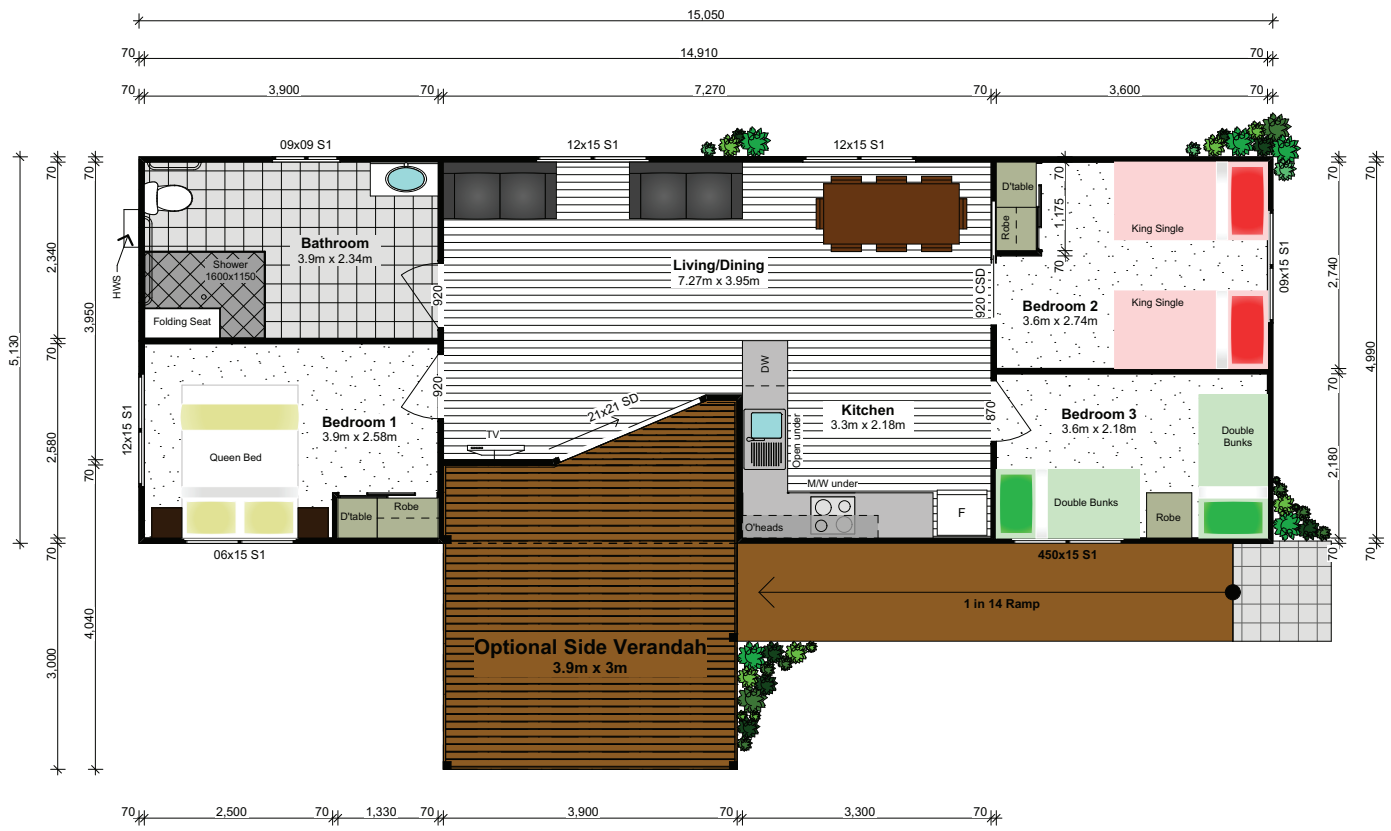 15,050
70 14,910 70
70 3,900 70 7,270 70 3,600 70
09x09 S1
12x15 S1
12x15 S1
5,130
70
2,340
70
2,580
70
3,000
70
3,950
70
4,040
HWS
Bathroom
3.9m x 2.34m
Shower
1600x1150
Folding Seat
920
Living/Dining
7.27m x 3.95m
920 CSD
D'table
Robe
70
1,175
70
King Single
Bedroom 2
3.6m x 2.74m
King Single
09x15 S1
70
2,740
70
2,180
70
70
4,990
70
12x15 S1
Bedroom 1
3.9m x 2.58m
920
Queen Bed
D'table
Robe
06x15 S1
TV
21x21 SD
DW
Open under
Kitchen
3.3m x 2.18m
M/W under
O'heads
F
870
Bedroom 3
3.6m x 2.18m
Double
Bunks
Double Bunks
Robe
450x15 S1
1 in 14 Ramp
Optional Side Verandah
3.9m x 3m
70 2,500 70 1,330 70 3,900 70 3,300 70